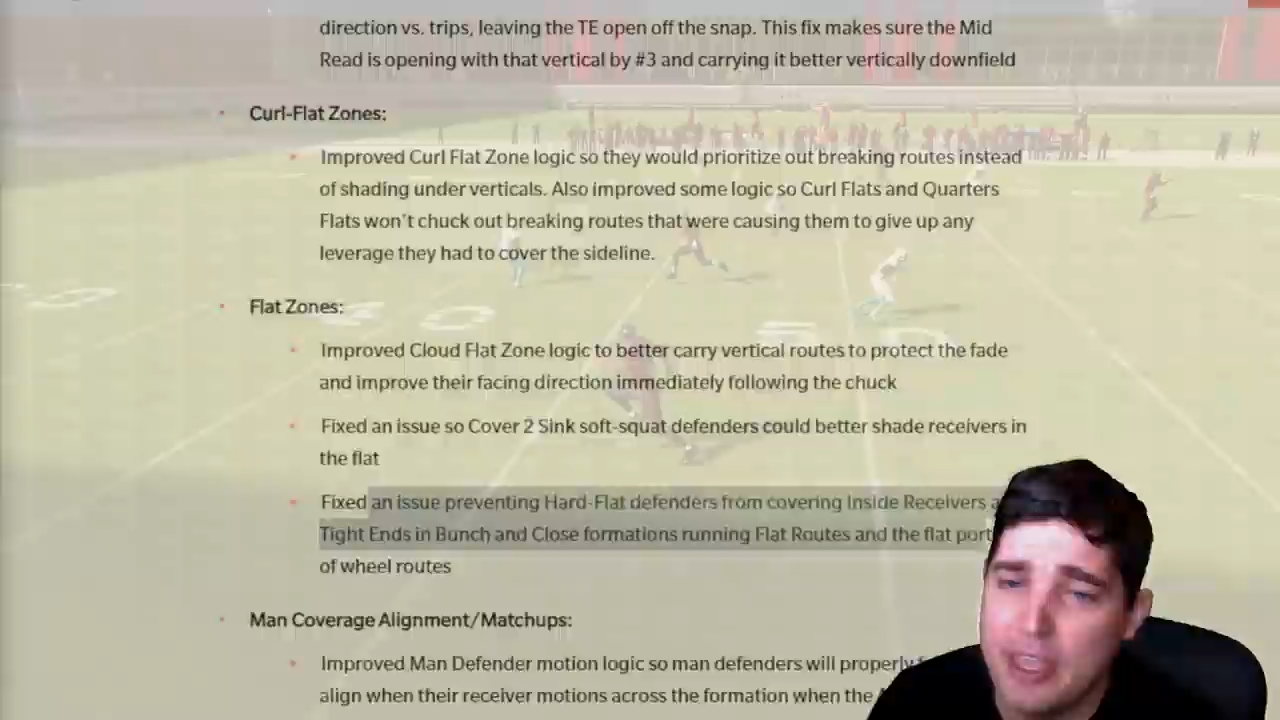 direction vs. trips, leaving the TE open off the snap. This fix makes sure the Mid
Read is opening with that vertical by #3 and carrying it better vertically downfield
Curl-Flat Zones:
Improved Curl Flat Zone logic so they would prioritize out breaking routes instead
of shading under verticals. Also improved some logic so Curl Flats and Quarters
Flats won't chuck out breaking routes that were causing them to give up any
leverage they had to cover the sideline.
Flat Zones:
Improved Cloud Flat Zone logic to better carry vertical routes to protect the fade
and improve their facing direction immediately following the chuck
Fixed an issue so Cover 2 Sink soft-squat defenders could better shade receivers in
the flat
Fixed an issue preventing Hard-Flat defenders from covering Inside Receivers
Tight Ends in Bunch and Close formations running Flat Routes and the flat
of wheel routes
Man Coverage Alignment/Matchups:
Improved Man Defender motion logic so man defenders will properly
align when their receiver motions across the formation when the